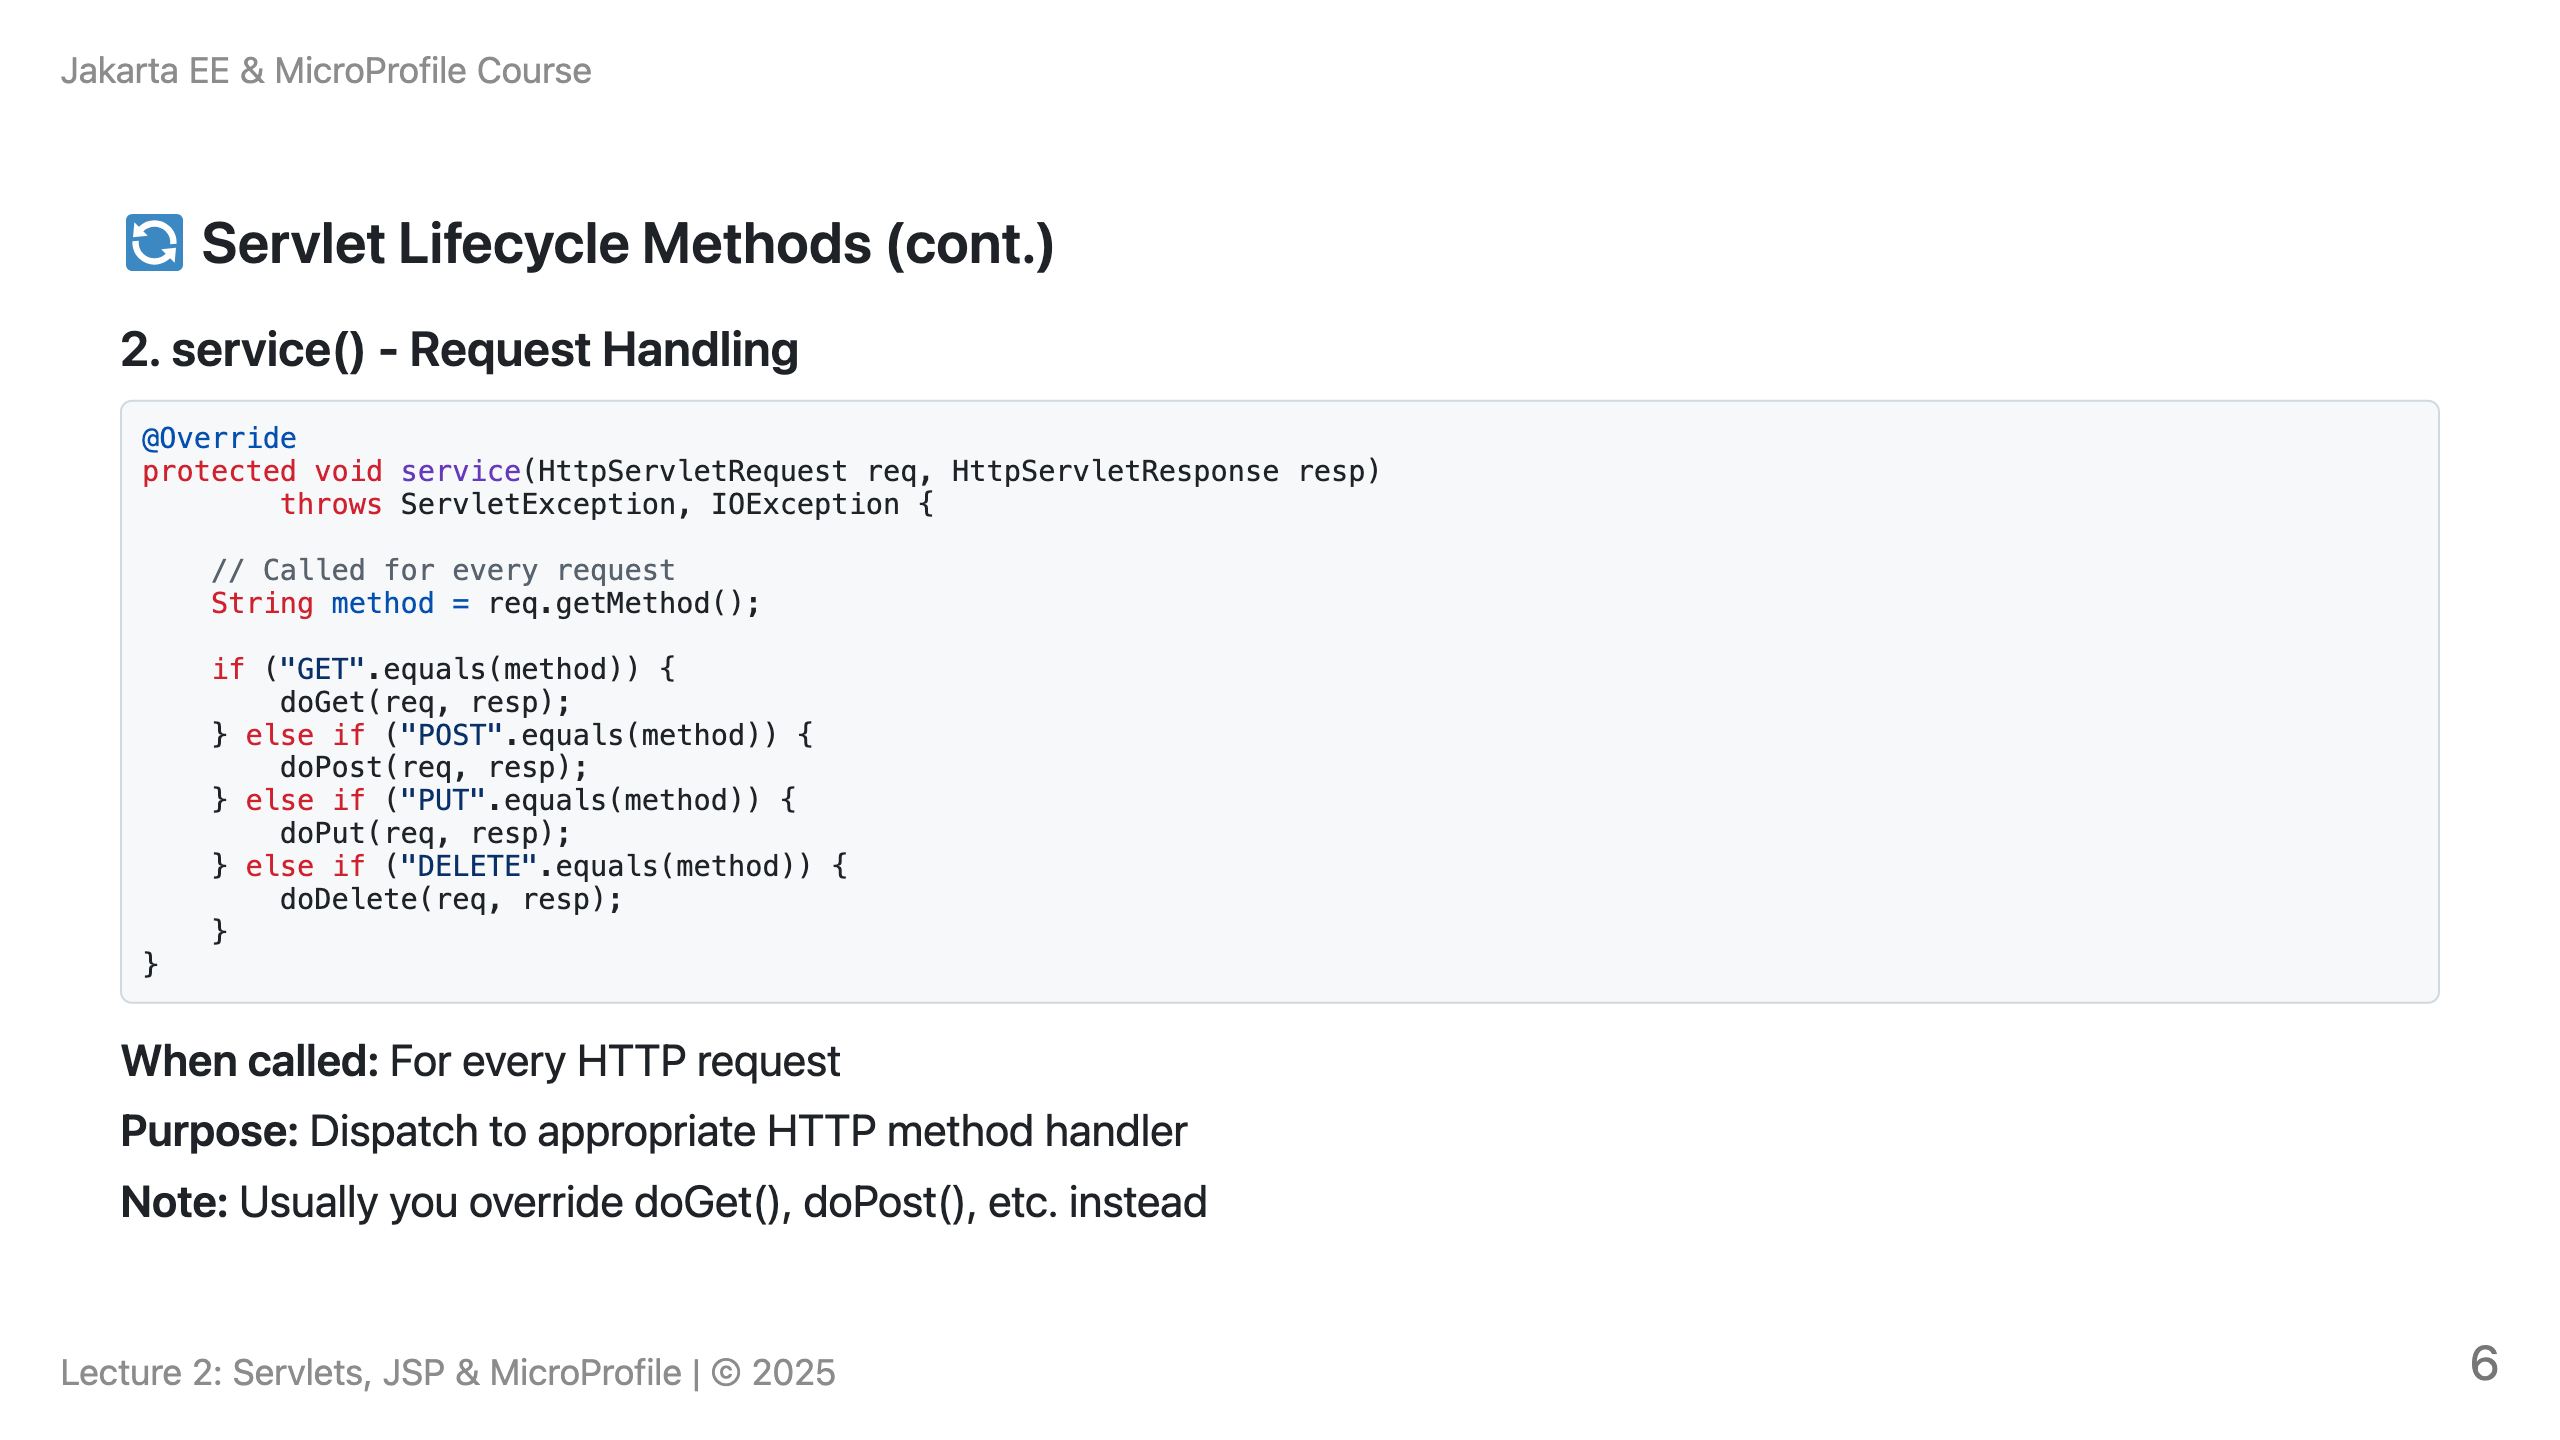 Jakarta EE & MicroProfile Course
🔄 Servlet Lifecycle Methods (cont.)
2. service() - Request Handling
@Override
protected void service(HttpServletRequest req, HttpServletResponse resp)
        throws ServletException, IOException {

    // Called for every request
    String method = req.getMethod();

    if ("GET".equals(method)) {
        doGet(req, resp);
    } else if ("POST".equals(method)) {
        doPost(req, resp);
    } else if ("PUT".equals(method)) {
        doPut(req, resp);
    } else if ("DELETE".equals(method)) {
        doDelete(req, resp);
    }
}
When called: For every HTTP request
Purpose: Dispatch to appropriate HTTP method handler
Note: Usually you override doGet(), doPost(), etc. instead
Lecture 2: Servlets, JSP & MicroProfile | © 2025
6